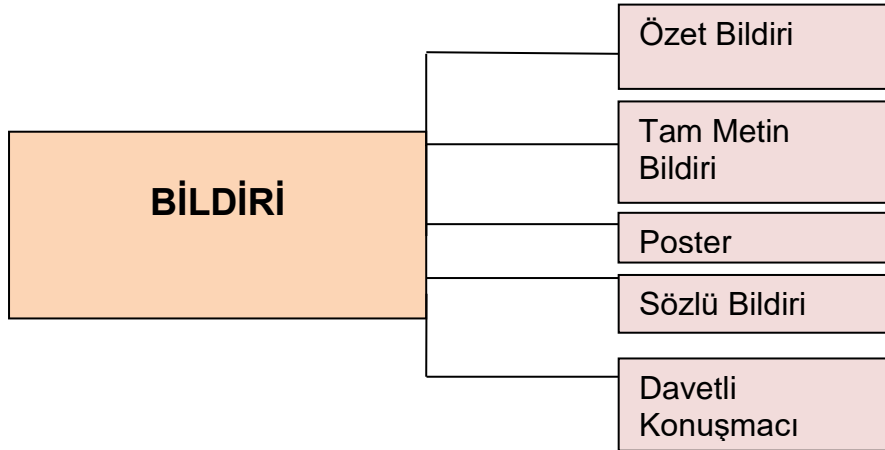 Özet Bildiri
Tam Metin
Bildiri
BİLDİRİ
Poster
Sözlü Bildiri
Davetli
Konuşmacı